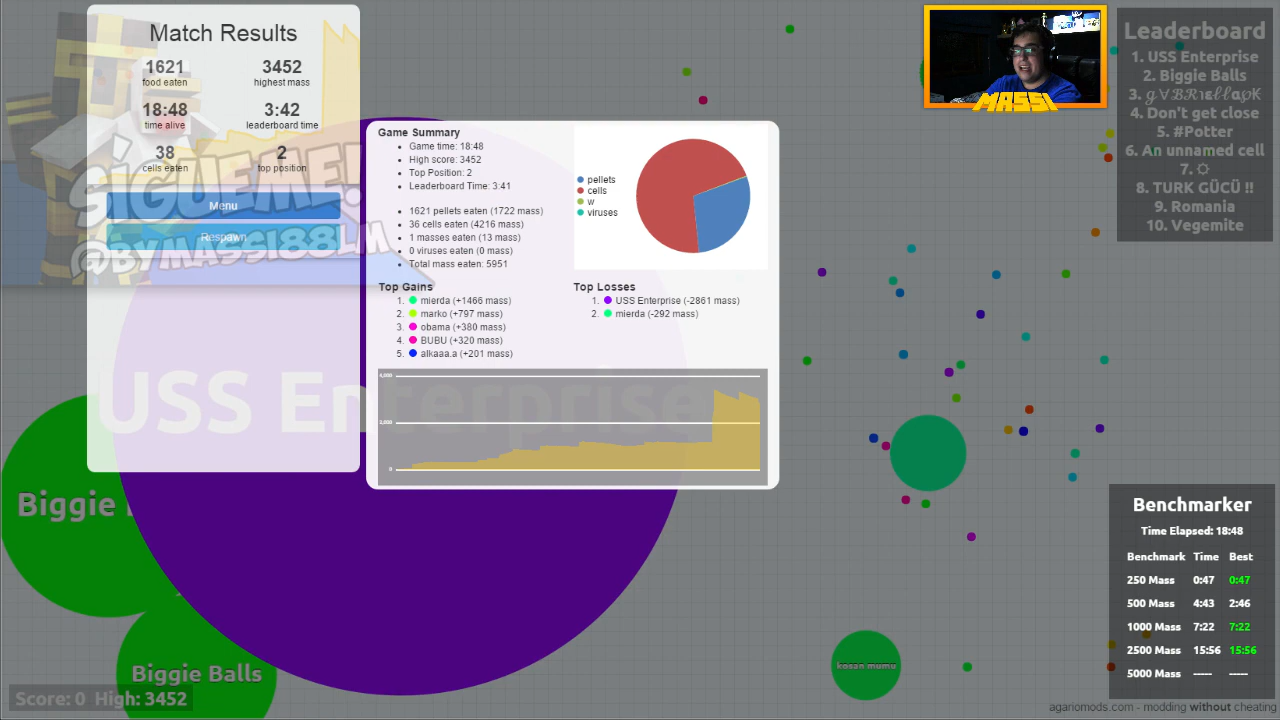 Match Results
1621
food eaten
3452
highest mass
18:48
time alive
3:42
leaderboard time
38
cells eaten
2
top position
Menu
Respawn
SÍGUEME!
@BYMASSI88LM
Game Summary
Game time: 18:48
High score: 3452
Top Position: 2
Leaderboard Time: 3:41
1621 pellets eaten (1722 mass)
36 cells eaten (4216 mass)
1 masses eaten (13 mass)
0 viruses eaten (0 mass)
Total mass eaten: 5951
pellets
cells
w
viruses
Top Gains
1. mierda (+1466 mass)
2. marko (+797 mass)
3. obama (+380 mass)
4. BUBU (+320 mass)
5. alkaaa.a (+201 mass)
Top Losses
1. USS Enterprise (-2861 mass)
2. mierda (-292 mass)
4,000
2,000
0
USS Enterprise
Biggie
Biggie Balls
kosan mumu
MASSI
Leaderboard
1. USS Enterprise
2. Biggie Balls
3.
4. Don't get close
5. #Potter
6. An unnamed cell
7. ☼
8. TURK GÜCÜ !!
9. Romania
10. Vegemite
Benchmarker
Time Elapsed: 18:48
Benchmark Time Best
250 Mass 0:47 0:47
500 Mass 4:43 2:46
1000 Mass 7:22 7:22
2500 Mass 15:56 15:56
5000 Mass ----- -----
Score: 0 High: 3452
agariomods.com - modding without cheating